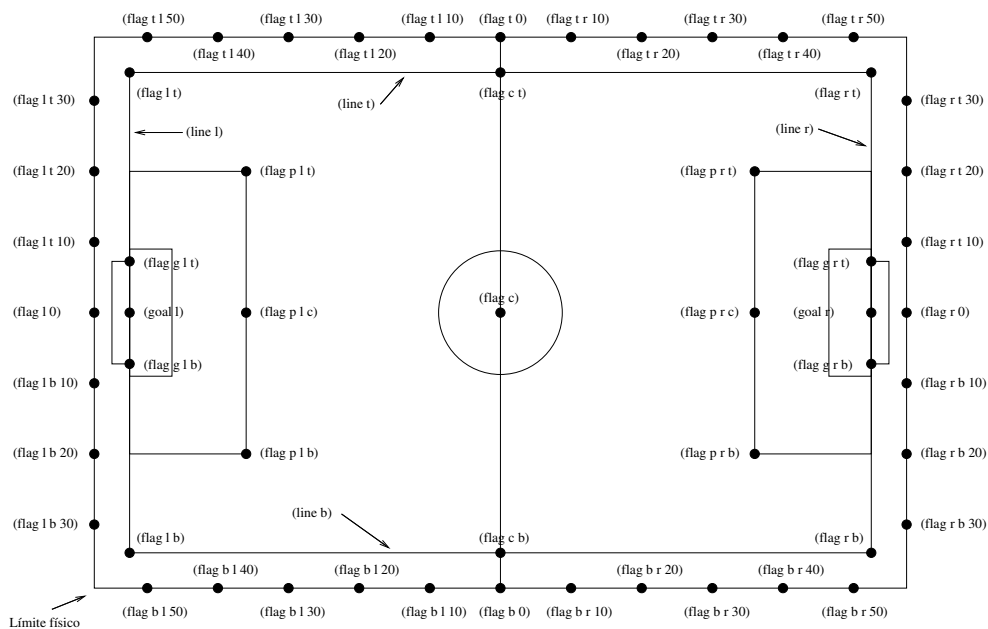 (flag t l 50) (flag t l 30) (flag t l 10) (flag t 0) (flag t r 10) (flag t r 30) (flag t r 50)
(flag t l 40) (flag t l 20) (flag t r 20) (flag t r 40)
(flag l t) (line t) (flag c t) (flag r t)
(flag l t 30) (flag r t 30)
(line l) (line r)
(flag l t 20) (flag p l t) (flag p r t) (flag r t 20)
(flag l t 10) (flag r t 10)
(flag g l t) (flag g r t)
(flag c)
(flag l 0) (goal l) (flag p l c) (flag p r c) (goal r) (flag r 0)
(flag g l b) (flag g r b)
(flag l b 10) (flag r b 10)
(flag l b 20) (flag p l b) (flag p r b) (flag r b 20)
(line b)
(flag l b 30) (flag r b 30)
(flag l b) (flag c b) (flag r b)
(flag b l 40) (flag b l 20) (flag b r 20) (flag b r 40)
(flag b l 50) (flag b l 30) (flag b l 10) (flag b 0) (flag b r 10) (flag b r 30) (flag b r 50)
Límite físico